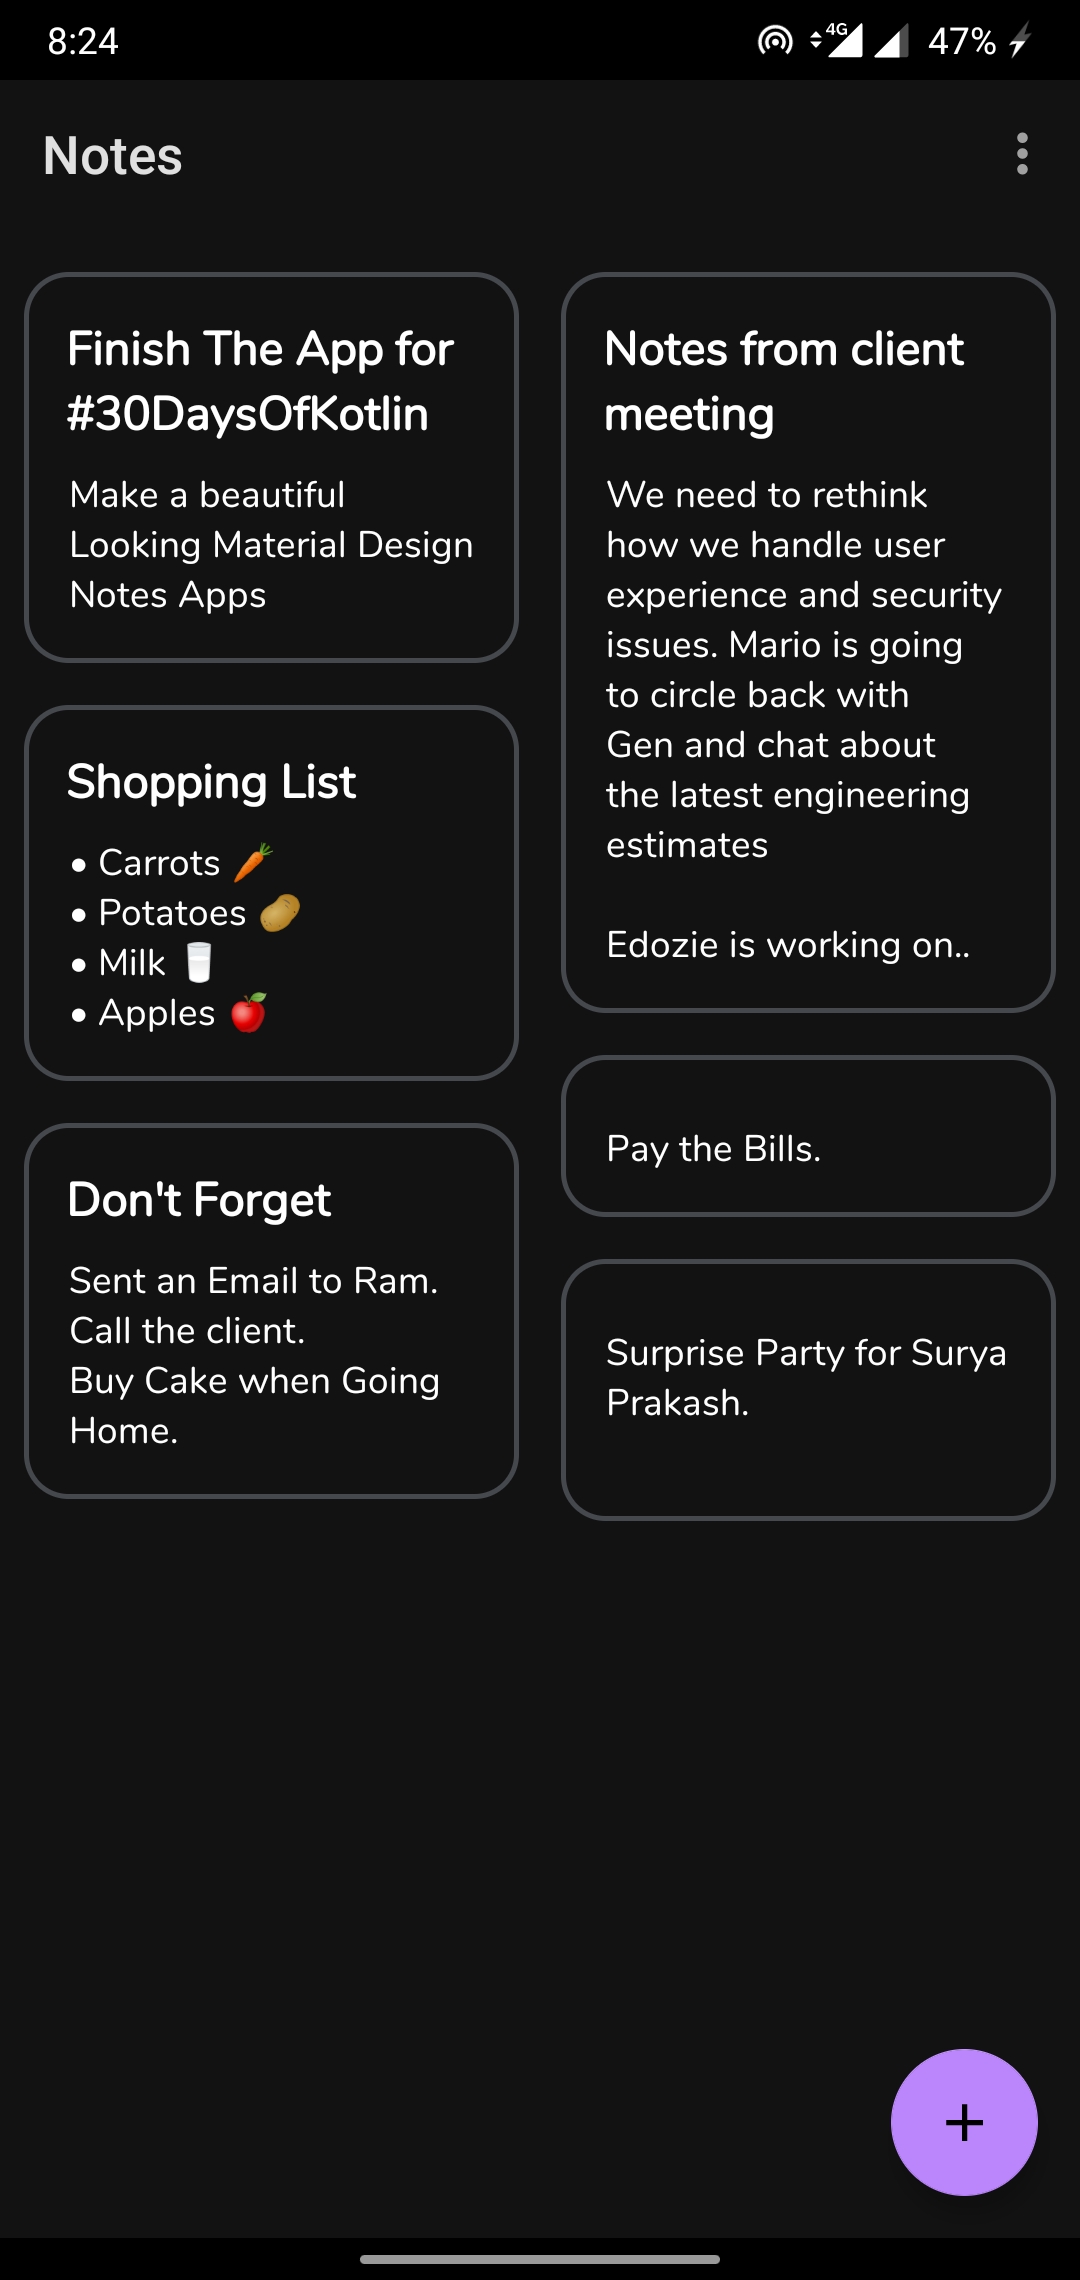 8:24
4G
47%
Notes
Finish The App for
#30DaysOfKotlin
Make a beautiful
Looking Material Design
Notes Apps
Shopping List
• Carrots 🥕
• Potatoes 🥔
• Milk 🥛
• Apples 🍎
Don't Forget
Sent an Email to Ram.
Call the client.
Buy Cake when Going
Home.
Notes from client
meeting
We need to rethink
how we handle user
experience and security
issues. Mario is going
to circle back with
Gen and chat about
the latest engineering
estimates
Edozie is working on..
Pay the Bills.
Surprise Party for Surya
Prakash.